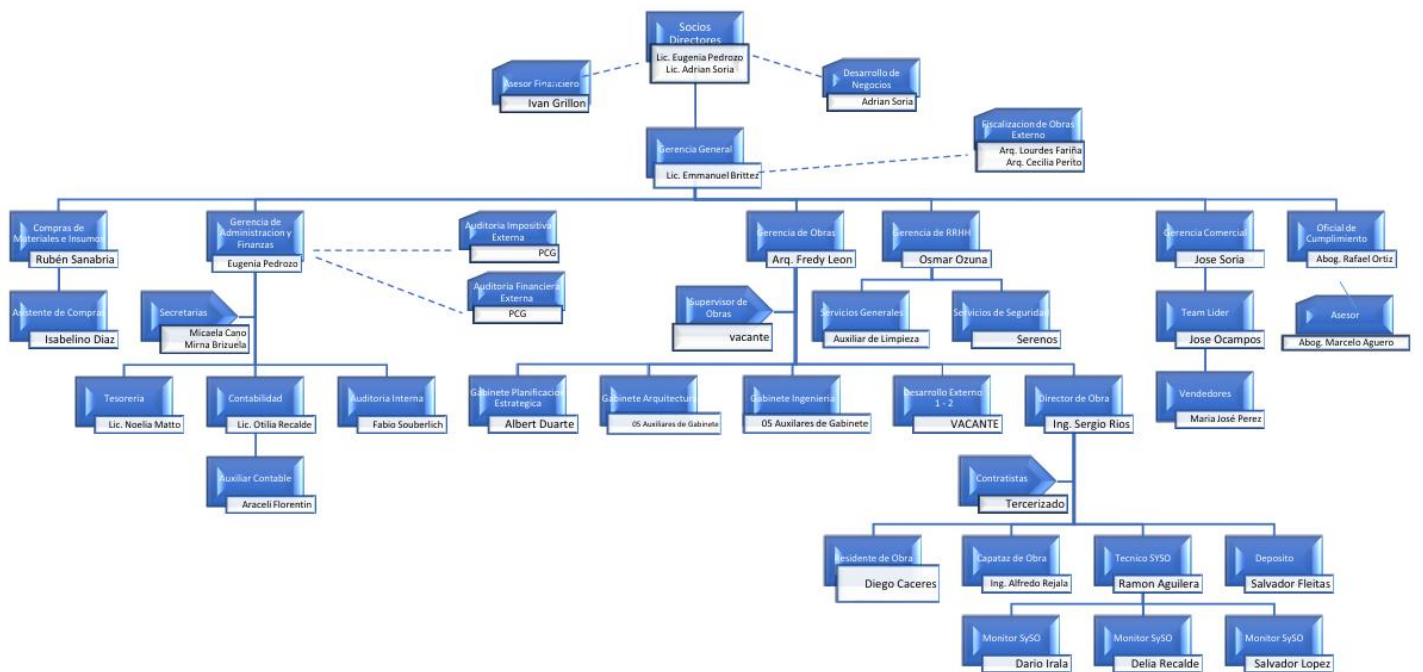 Socios
Directores
Lic. Eugenia Pedrozo
Lic. Adrian Soria
Asesor Financiero
Ivan Grillon
Desarrollo de
Negocios
Adrian Soria
Gerencia General
Lic. Emmanuel Brittez
Fiscalizacion de Obras
Externo
Arq. Lourdes Fariña
Arq. Cecilia Perito
Compras de
Materiales e Insumos
Rubén Sanabria
Gerencia de
Administracion y
Finanzas
Eugenia Pedrozo
Auditoria Impositiva
Externa
PCG
Auditoria Financiera
Externa
PCG
Gerencia de Obras
Arq. Fredy Leon
Gerencia de RRHH
Osmar Ozuna
Gerencia Comercial
Jose Soria
Oficial de
Cumplimiento
Abog. Rafael Ortiz
Asistente de Compras
Isabelino Diaz
Secretarias
Micaela Cano
Mirna Brizuela
Supervisor de
Obras
vacante
Servicios Generales
Auxiliar de Limpieza
Servicios de Seguridad
Serenos
Team Lider
Jose Ocampos
Asesor
Abog. Marcelo Aguero
Tesoreria
Lic. Noelia Matto
Contabilidad
Lic. Otilia Recalde
Auditoria Interna
Fabio Souberlich
Gabinete Planificacion
Estrategica
Albert Duarte
Gabinete Arquitectura
05 Auxiliares de Gabinete
Gabinete Ingenieria
05 Auxilares de Gabinete
Desarrollo Externo
1 - 2
VACANTE
Director de Obra
Ing. Sergio Rios
Vendedores
Maria José Perez
Auxiliar Contable
Araceli Florentin
Contratistas
Tercerizado
Residente de Obra
Diego Caceres
Capataz de Obra
Ing. Alfredo Rejala
Tecnico SYSO
Ramon Aguilera
Deposito
Salvador Fleitas
Monitor SySO
Dario Irala
Monitor SYSO
Delia Recalde
Monitor SySO
Salvador Lopez